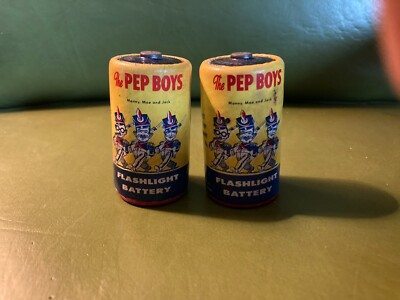 The PEP BOYS
Manny, Moe and Jack
FLASHLIGHT
BATTERY
The PEP BOYS
Manny, Moe and Jack
FLASHLIGHT
BATTERY